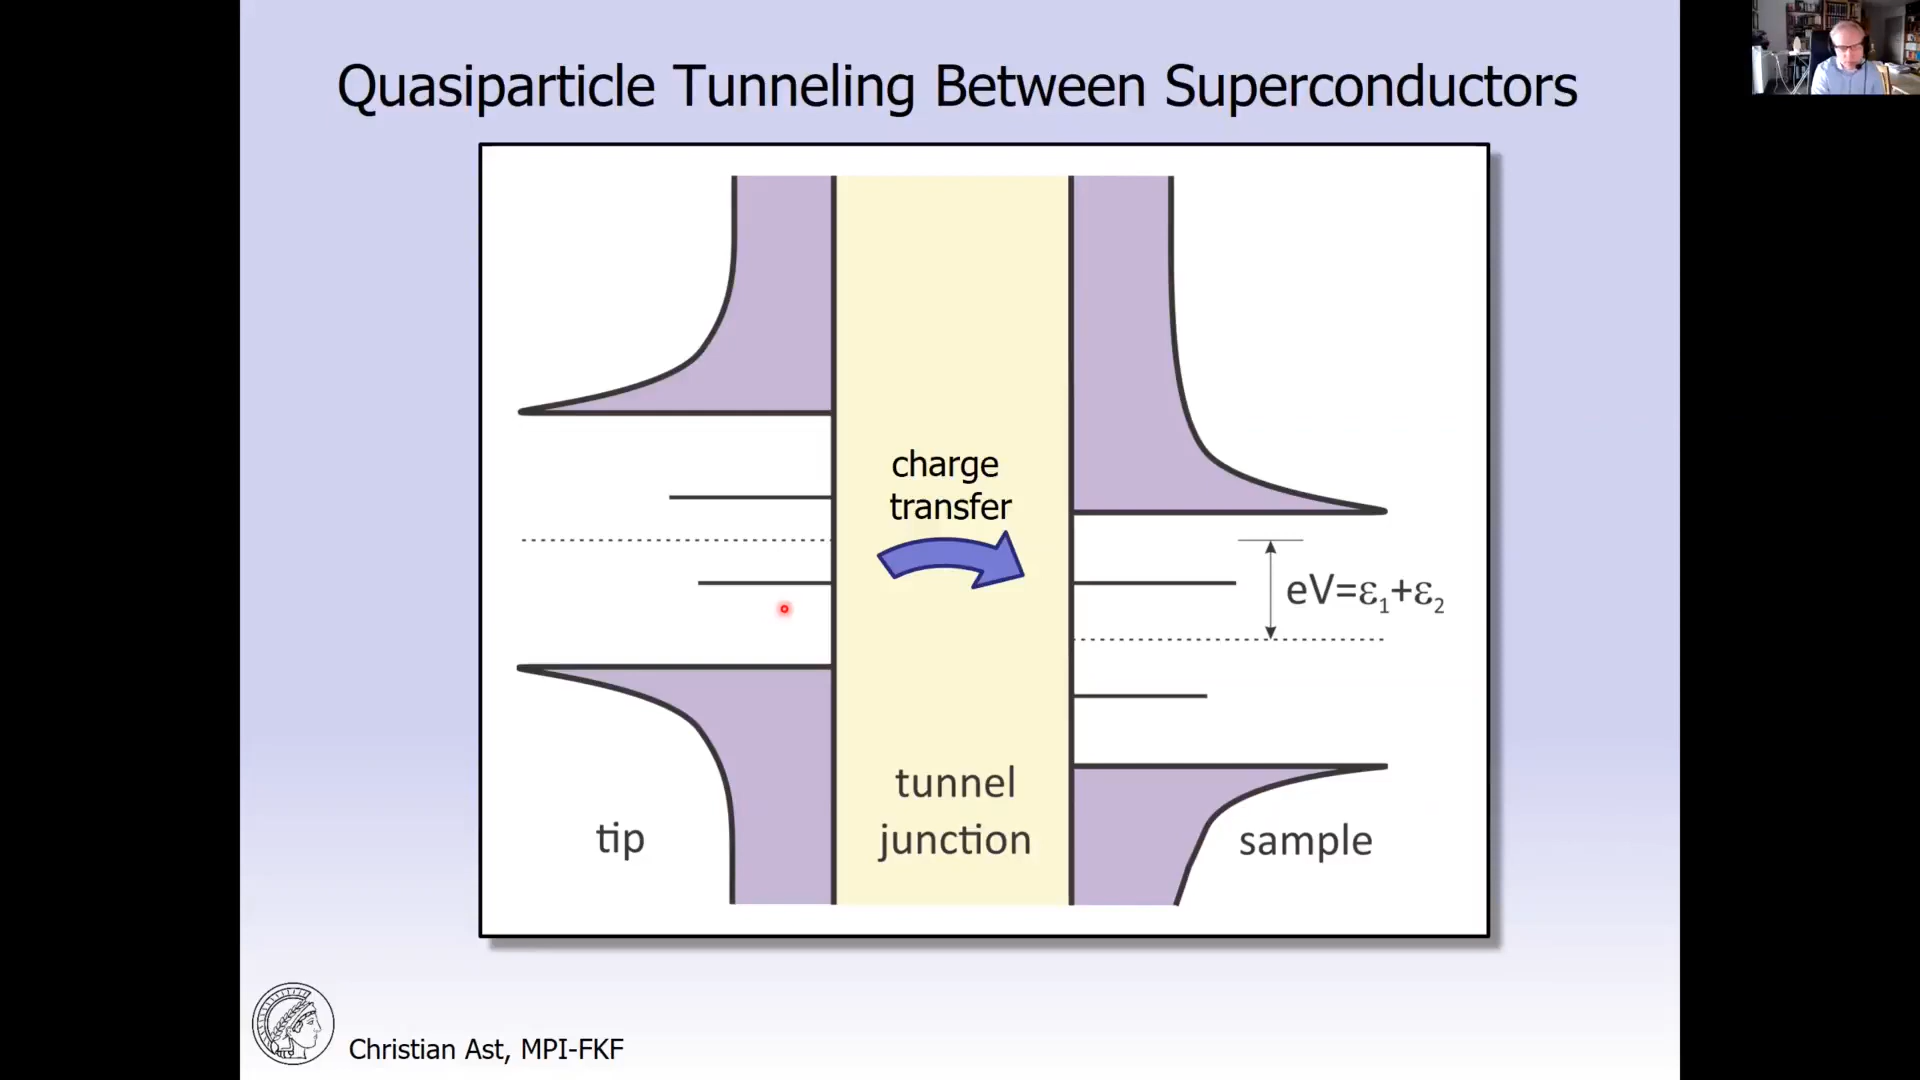 Quasiparticle Tunneling Between Superconductors
charge
transfer
eV=ε₁+ε₂
tunnel
junction
tip
sample
Christian Ast, MPI-FKF